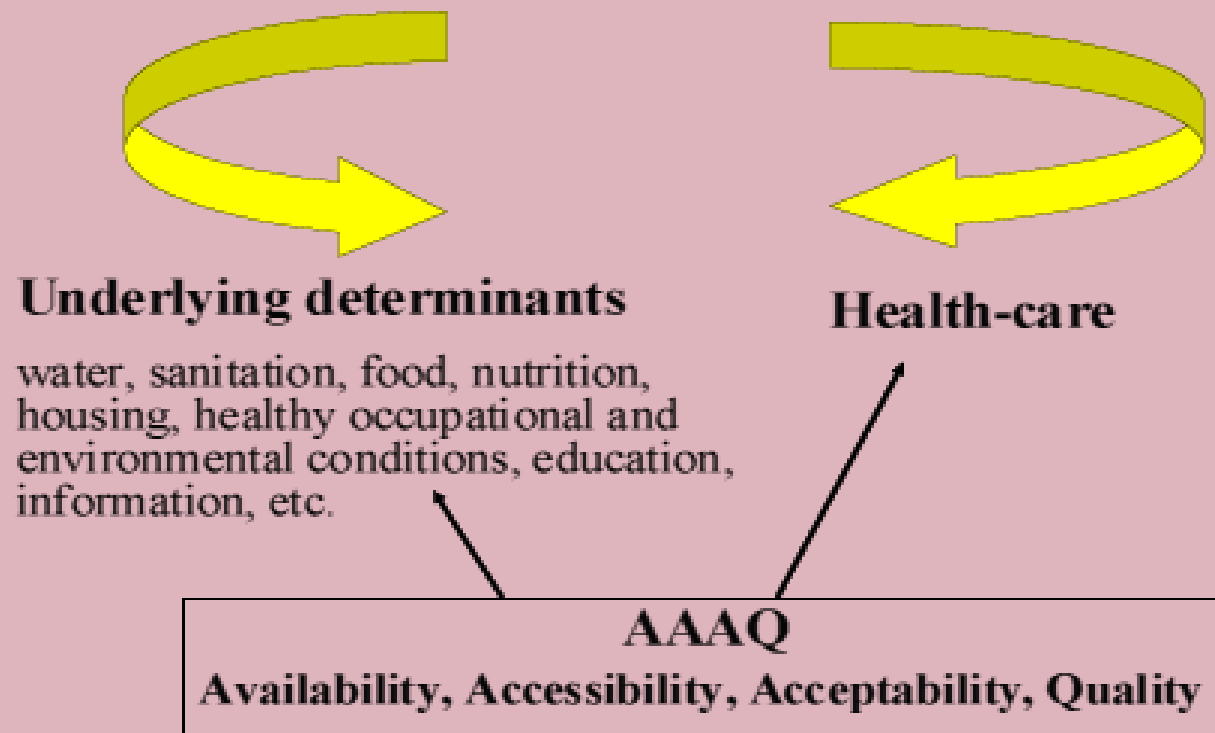 Underlying determinants
water, sanitation, food, nutrition,
housing, healthy occupational and
environmental conditions, education,
information, etc.
Health-care
AAAQ
Availability, Accessibility, Acceptability, Quality